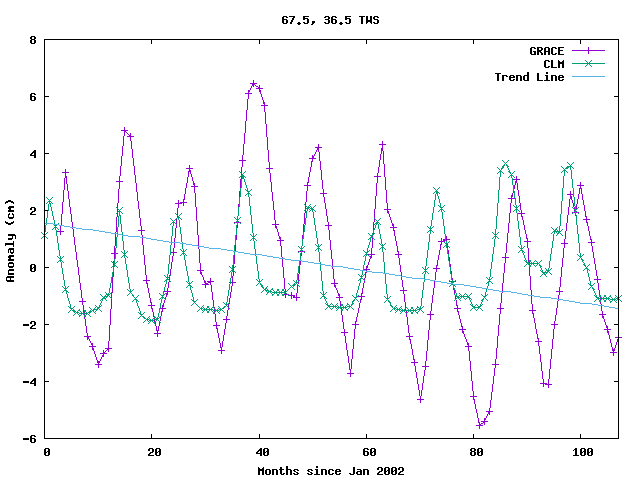 67.5, 36.5 TWS
GRACE
CLM
Trend Line
8
6
4
2
0
-2
-4
-6
Anomaly (cm)
0 20 40 60 80 100
Months since Jan 2002